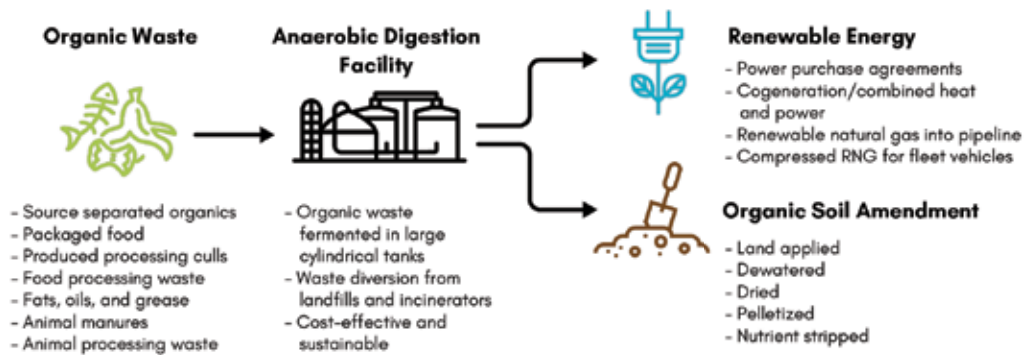 Organic Waste
- Source separated organics
- Packaged food
- Produced processing culls
- Food processing waste
- Fats, oils, and grease
- Animal manures
- Animal processing waste
Anaerobic Digestion
Facility
- Organic waste
fermented in large
cylindrical tanks
- Waste diversion from
landfills and incinerators
- Cost-effective and
sustainable
Renewable Energy
- Power purchase agreements
- Cogeneration/combined heat
and power
- Renewable natural gas into pipeline
- Compressed RNG for fleet vehicles
Organic Soil Amendment
- Land applied
- Dewatered
- Dried
- Pelletized
- Nutrient stripped